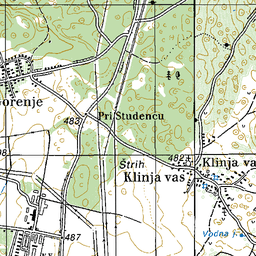 Gorenje
483
Pri Studencu
482
Štrih
Klinja va
Klinja vas
Vodna j.
487